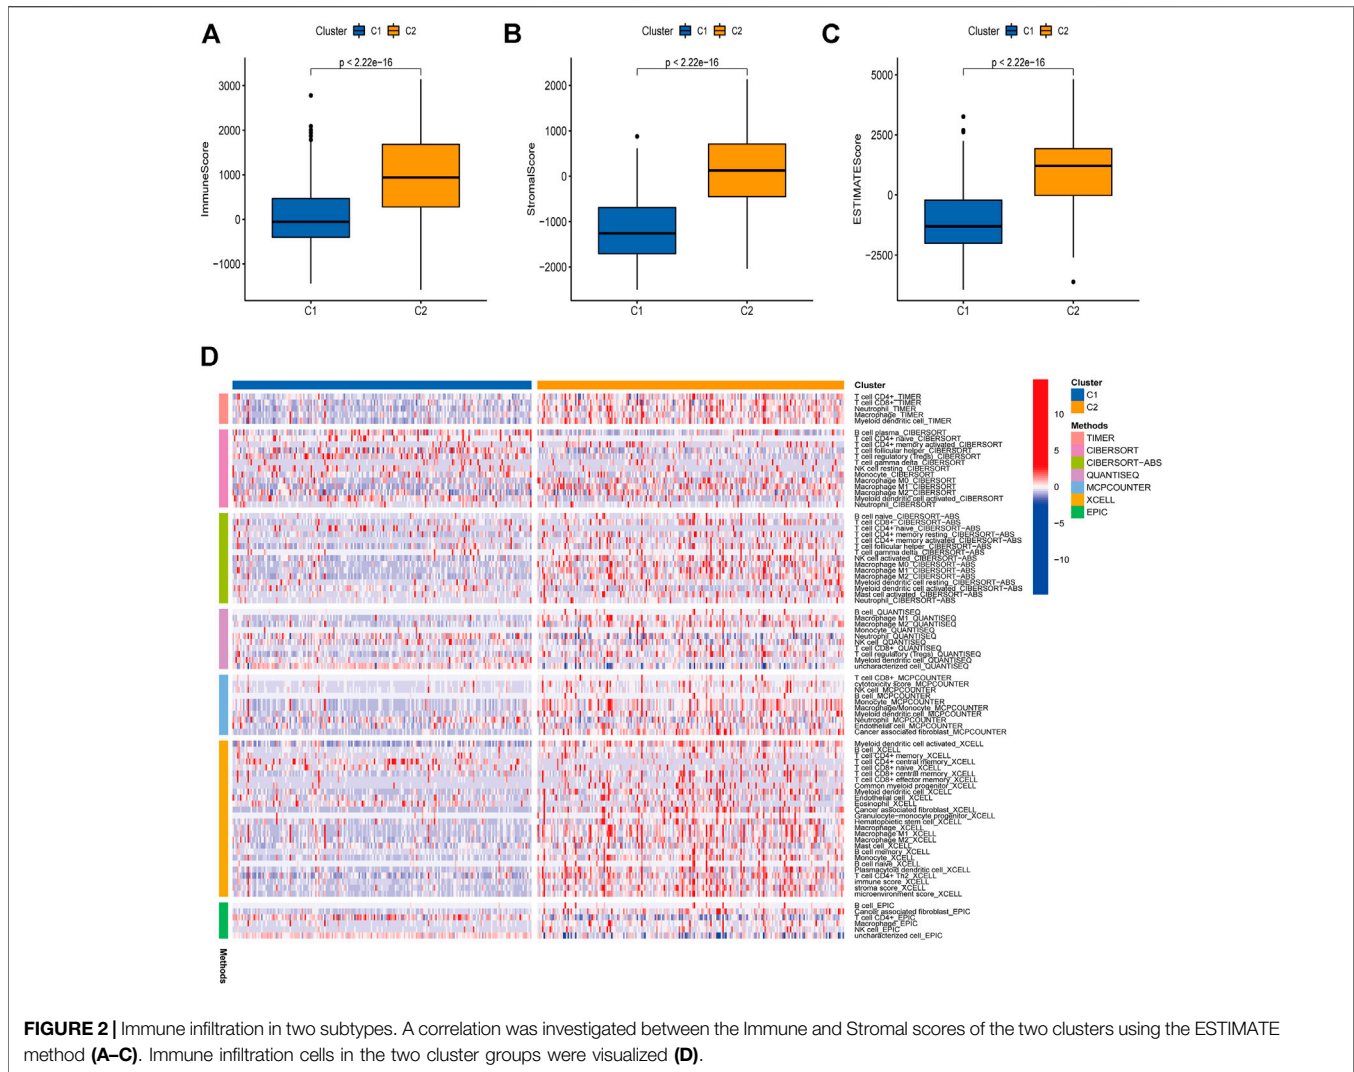 A
Cluster C1 C2
p < 2.22e−16
ImmuneScore
3000
2000
1000
0
−1000
C1 C2
B
Cluster C1 C2
p < 2.22e−16
StromalScore
2000
1000
0
−1000
−2000
C1 C2
C
Cluster C1 C2
p < 2.22e−16
ESTIMATEScore
5000
2500
0
−2500
C1 C2
D
Cluster
T cell CD4+_TIMER
T cell CD8+_TIMER
Neutrophil_TIMER
Macrophage_TIMER
Myeloid dendritic cell_TIMER
B cell plasma_CIBERSORT
T cell CD4+ naive_CIBERSORT
T cell CD4+ memory activated_CIBERSORT
T cell follicular helper_CIBERSORT
T cell regulatory (Tregs)_CIBERSORT
T cell gamma delta_CIBERSORT
NK cell resting_CIBERSORT
Monocyte_CIBERSORT
Macrophage M0_CIBERSORT
Macrophage M1_CIBERSORT
Macrophage M2_CIBERSORT
Myeloid dendritic cell activated_CIBERSORT
Neutrophil_CIBERSORT
B cell naive_CIBERSORT−ABS
T cell CD8+_CIBERSORT−ABS
T cell CD4+ naive_CIBERSORT−ABS
T cell CD4+ memory resting_CIBERSORT−ABS
T cell CD4+ memory activated_CIBERSORT−ABS
T cell follicular helper_CIBERSORT−ABS
T cell gamma delta_CIBERSORT−ABS
NK cell activated_CIBERSORT−ABS
Macrophage M0_CIBERSORT−ABS
Macrophage M1_CIBERSORT−ABS
Macrophage M2_CIBERSORT−ABS
Myeloid dendritic cell resting_CIBERSORT−ABS
Myeloid dendritic cell activated_CIBERSORT−ABS
Mast cell activated_CIBERSORT−ABS
Neutrophil_CIBERSORT−ABS
B cell_QUANTISEQ
Macrophage M1_QUANTISEQ
Macrophage M2_QUANTISEQ
Monocyte_QUANTISEQ
Neutrophil_QUANTISEQ
NK cell_QUANTISEQ
T cell CD8+_QUANTISEQ
T cell regulatory (Tregs)_QUANTISEQ
Myeloid dendritic cell_QUANTISEQ
uncharacterized cell_QUANTISEQ
T cell CD8+_MCPCOUNTER
cytotoxicity score_MCPCOUNTER
NK cell_MCPCOUNTER
B cell_MCPCOUNTER
Monocyte_MCPCOUNTER
Macrophage/Monocyte_MCPCOUNTER
Myeloid dendritic cell_MCPCOUNTER
Neutrophil_MCPCOUNTER
Endothelial cell_MCPCOUNTER
Cancer associated fibroblast_MCPCOUNTER
Myeloid dendritic cell activated_XCELL
B cell_XCELL
T cell CD4+ memory_XCELL
T cell CD4+ central memory_XCELL
T cell CD8+ naive_XCELL
T cell CD8+ central memory_XCELL
T cell CD8+ effector memory_XCELL
Common myeloid progenitor_XCELL
Myeloid dendritic cell_XCELL
Endothelial cell_XCELL
Eosinophil_XCELL
Cancer associated fibroblast_XCELL
Granulocyte−monocyte progenitor_XCELL
Hematopoietic stem cell_XCELL
Macrophage_XCELL
Macrophage M1_XCELL
Macrophage M2_XCELL
Mast cell_XCELL
B cell memory_XCELL
Monocyte_XCELL
B cell naive_XCELL
Plasmacytoid dendritic cell_XCELL
T cell CD4+ Th2_XCELL
immune score_XCELL
stroma score_XCELL
microenvironment score_XCELL
B cell_EPIC
Cancer associated fibroblast_EPIC
T cell CD4+_EPIC
Macrophage_EPIC
NK cell_EPIC
uncharacterized cell_EPIC
Methods
10
5
0
−5
−10
Cluster
C1
C2
Methods
TIMER
CIBERSORT
CIBERSORT−ABS
QUANTISEQ
MCPCOUNTER
XCELL
EPIC
FIGURE 2 | Immune infiltration in two subtypes. A correlation was investigated between the Immune and Stromal scores of the two clusters using the ESTIMATE
method (A–C). Immune infiltration cells in the two cluster groups were visualized (D).